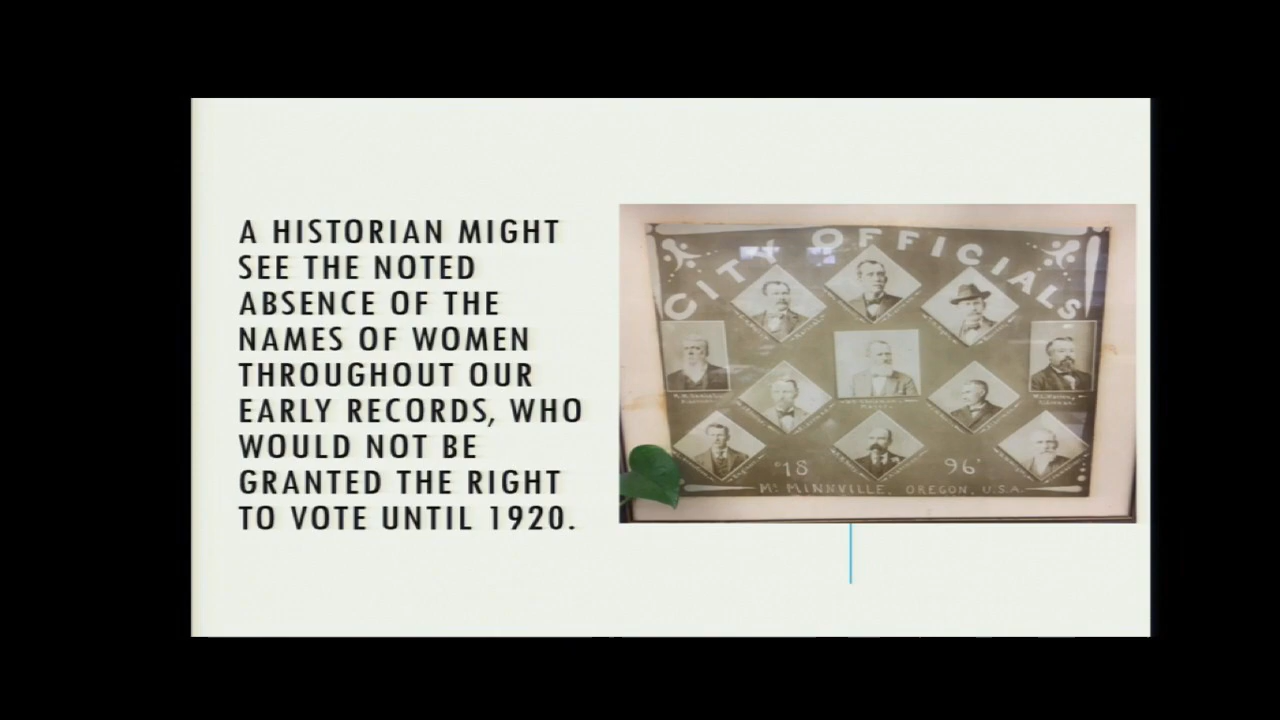 A HISTORIAN MIGHT
SEE THE NOTED
ABSENCE OF THE
NAMES OF WOMEN
THROUGHOUT OUR
EARLY RECORDS, WHO
WOULD NOT BE
GRANTED THE RIGHT
TO VOTE UNTIL 1920.
CITY OFFICIALS
'18 96'
Mc MINNVILLE, OREGON, U.S.A.